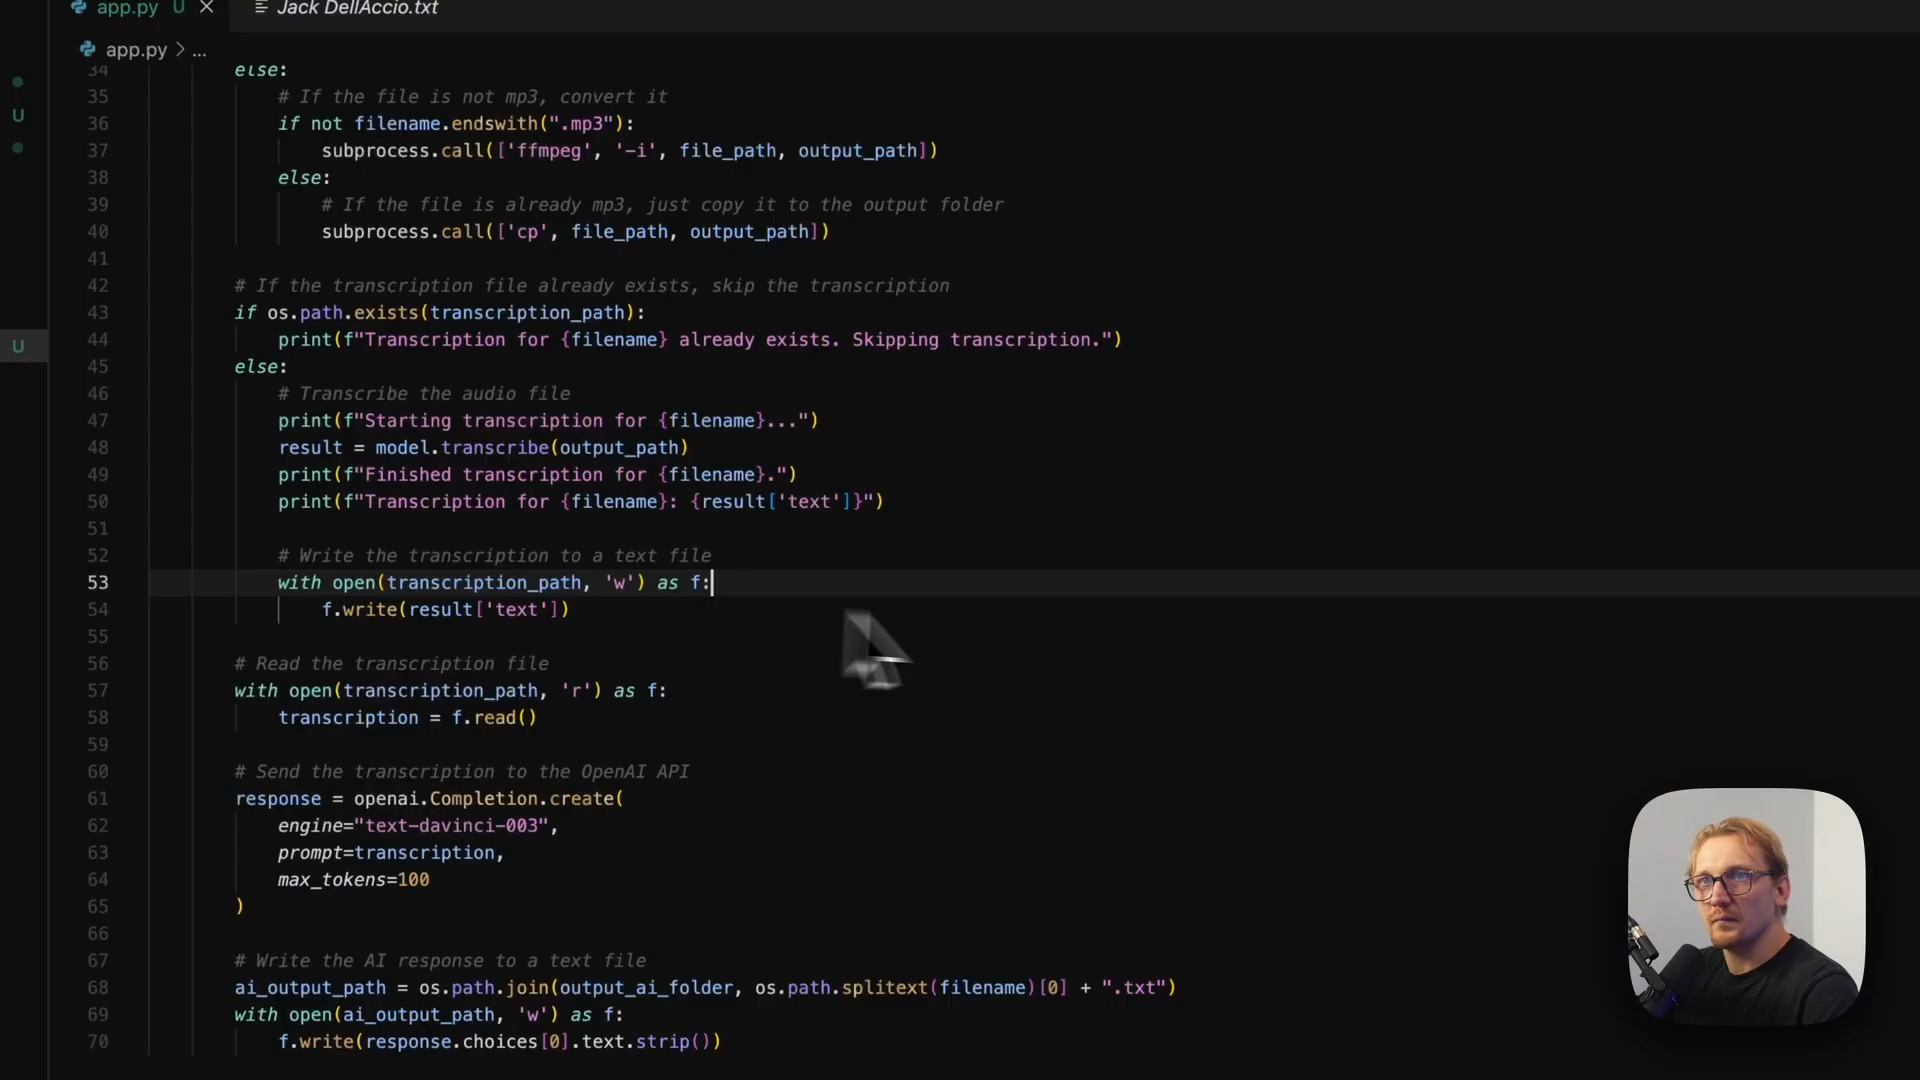 app.py U
Jack DellAccio.txt
app.py > ...
34 else:
35 # If the file is not mp3, convert it
36 if not filename.endswith(".mp3"):
37 subprocess.call(['ffmpeg', '-i', file_path, output_path])
38 else:
39 # If the file is already mp3, just copy it to the output folder
40 subprocess.call(['cp', file_path, output_path])
41
42 # If the transcription file already exists, skip the transcription
43 if os.path.exists(transcription_path):
44 print(f"Transcription for {filename} already exists. Skipping transcription.")
45 else:
46 # Transcribe the audio file
47 print(f"Starting transcription for {filename}...")
48 result = model.transcribe(output_path)
49 print(f"Finished transcription for {filename}.")
50 print(f"Transcription for {filename}: {result['text']}")
51
52 # Write the transcription to a text file
53 with open(transcription_path, 'w') as f:
54 f.write(result['text'])
55
56 # Read the transcription file
57 with open(transcription_path, 'r') as f:
58 transcription = f.read()
59
60 # Send the transcription to the OpenAI API
61 response = openai.Completion.create(
62 engine="text-davinci-003",
63 prompt=transcription,
64 max_tokens=100
65 )
66
67 # Write the AI response to a text file
68 ai_output_path = os.path.join(output_ai_folder, os.path.splitext(filename)[0] + ".txt")
69 with open(ai_output_path, 'w') as f:
70 f.write(response.choices[0].text.strip())
U
U